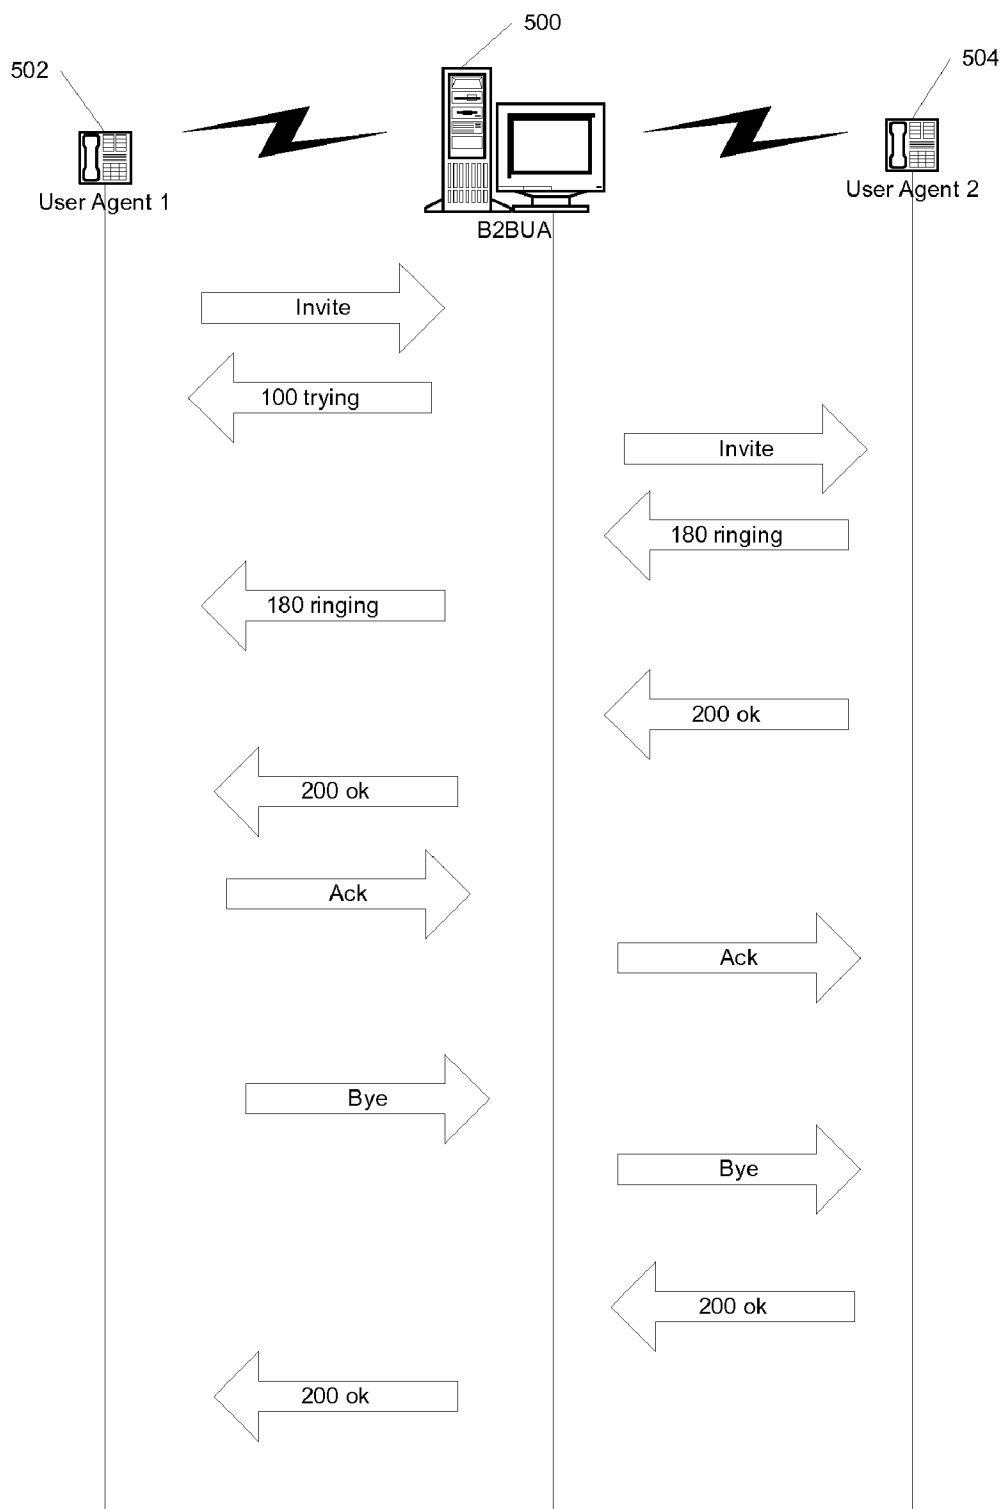 500
504
502
User Agent 1
User Agent 2
B2BUA
Invite
100 trying
Invite
180 ringing
180 ringing
200 ok
200 ok
Ack
Ack
Bye
Bye
200 ok
200 ok